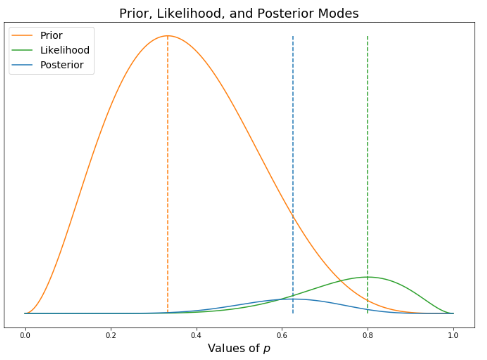 Prior, Likelihood, and Posterior Modes
Prior
Likelihood
Posterior
0.0 0.2 0.4 0.6 0.8 1.0
Values of p